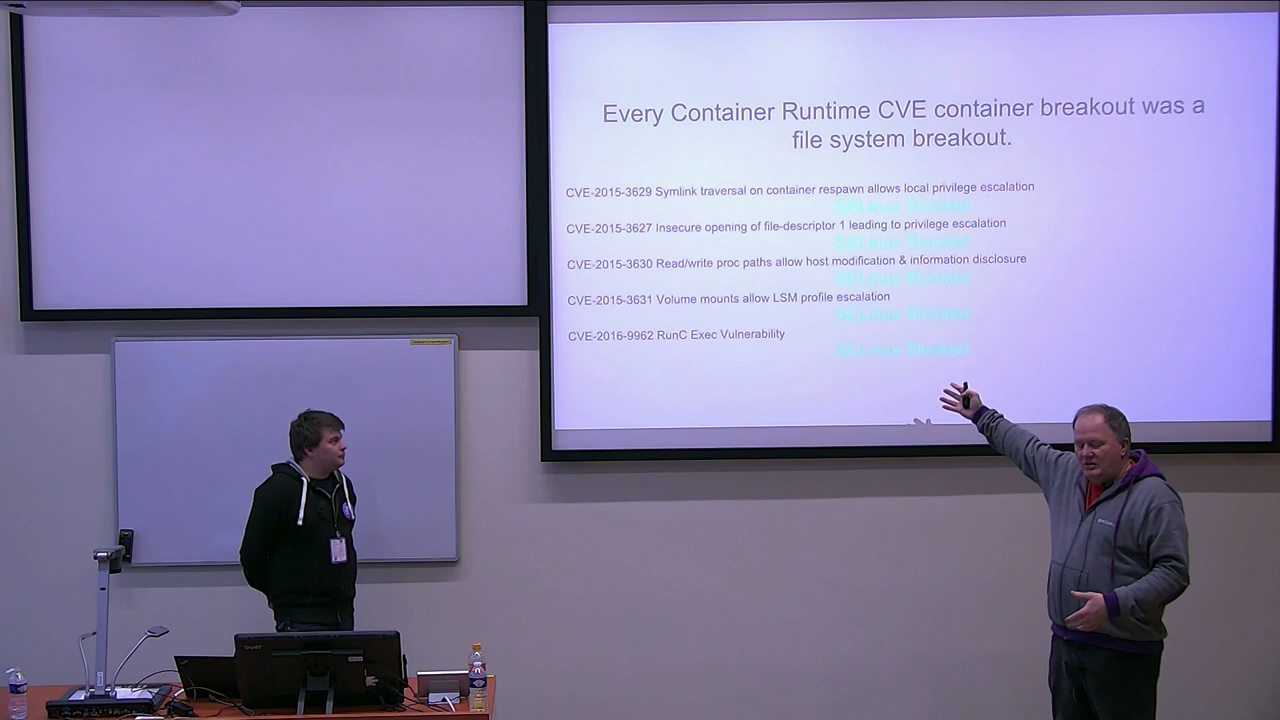 Every Container Runtime CVE container breakout was a
file system breakout.
CVE-2015-3629 Symlink traversal on container respawn allows local privilege escalation
SELinux Blocked
CVE-2015-3627 Insecure opening of file-descriptor 1 leading to privilege escalation
SELinux Blocked
CVE-2015-3630 Read/write proc paths allow host modification & information disclosure
SELinux Blocked
CVE-2015-3631 Volume mounts allow LSM profile escalation
SELinux Blocked
CVE-2016-9962 RunC Exec Vulnerability
SELinux Blocked
SMART